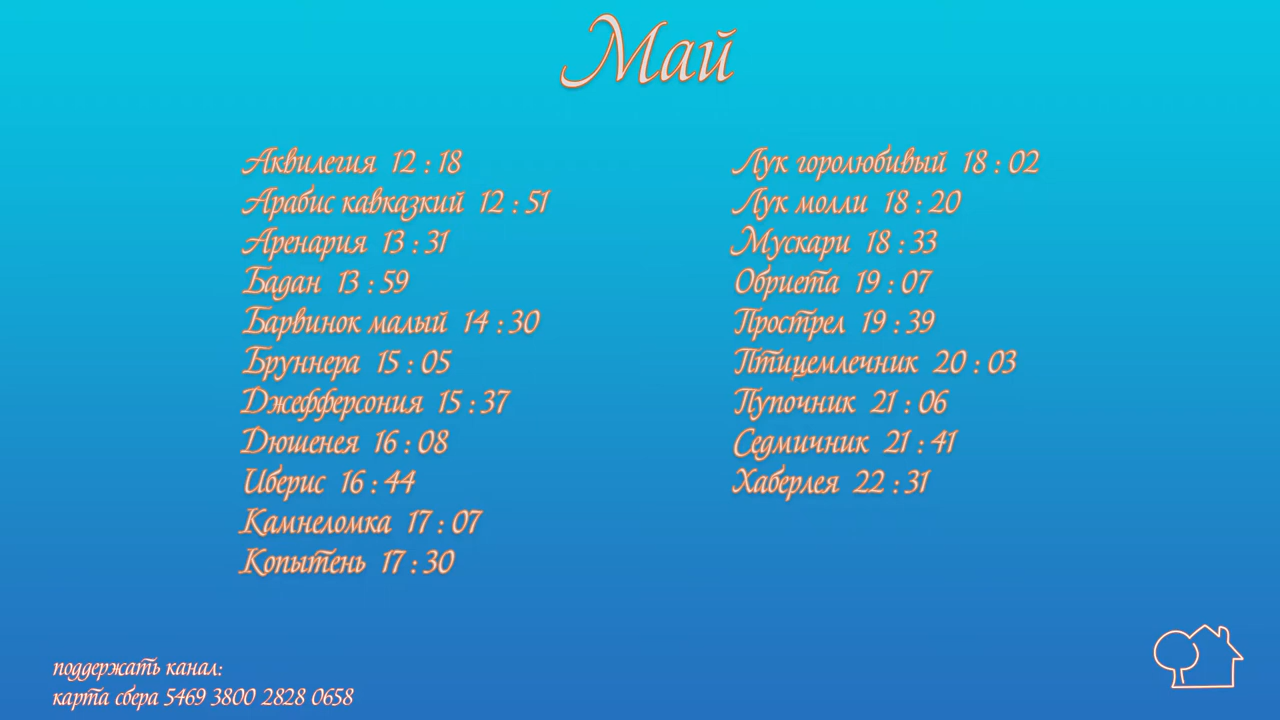 Май
Аквилегия 12 : 18
Арабис кавказкий 12 : 51
Аренария 13 : 31
Бадан 13 : 59
Барвинок малый 14 : 30
Бруннера 15 : 05
Джефферсония 15 : 37
Дюшенея 16 : 08
Иберис 16 : 44
Камнеломка 17 : 07
Копытень 17 : 30
Лук горолюбивый 18 : 02
Лук молли 18 : 20
Мускари 18 : 33
Обриета 19 : 07
Прострел 19 : 39
Птицемлечник 20 : 03
Пупочник 21 : 06
Седмичник 21 : 41
Хаберлея 22 : 31
поддержать канал:
карта сбера 5469 3800 2828 0658